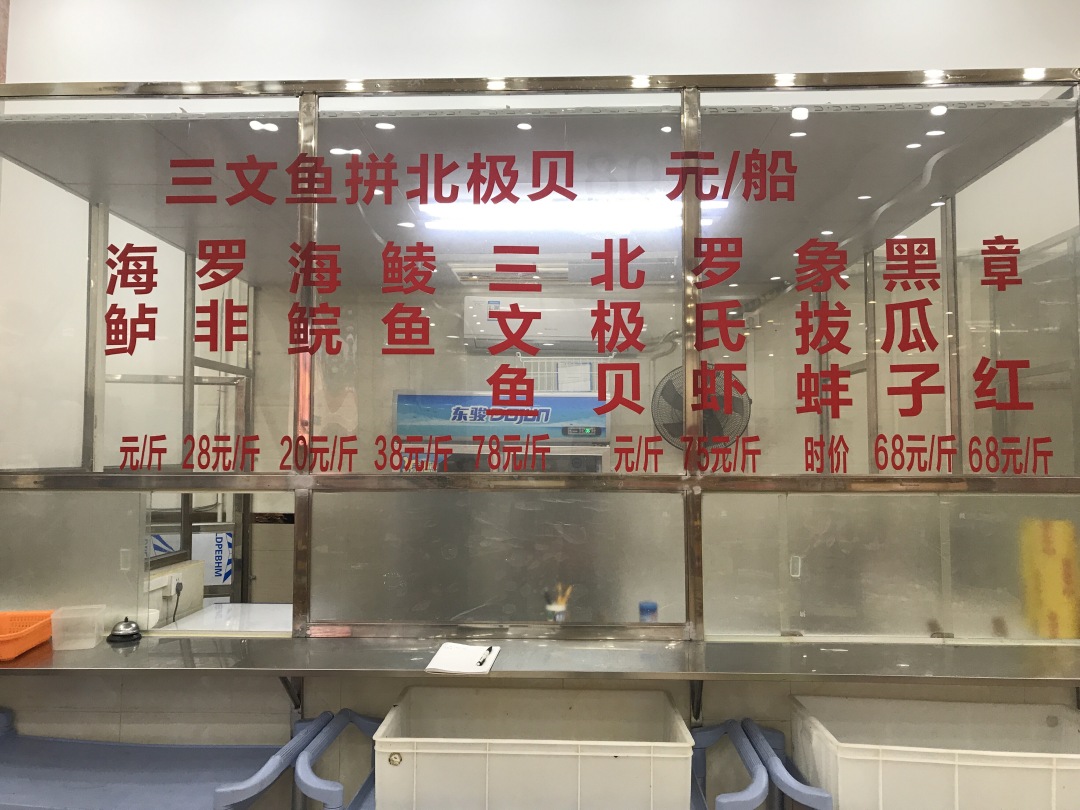 三文鱼拼北极贝 元/船
海鲈 罗非 海鲩 鲮鱼 三文鱼 北极贝 罗氏虾 象拔蚌 黑瓜子 章红
元/斤 28元/斤 20元/斤 38元/斤 78元/斤 元/斤 75元/斤 时价 68元/斤 68元/斤
东骏 Dojun
DPEBHM